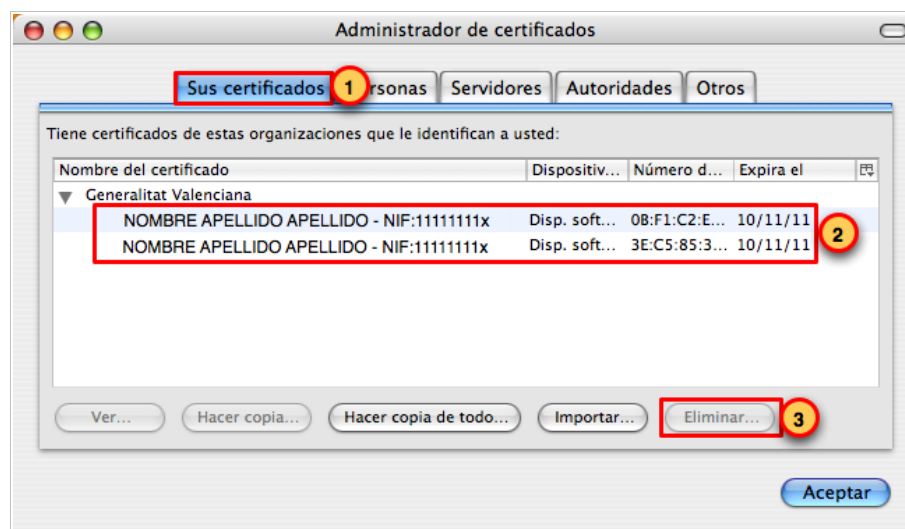 Administrador de certificados
Sus certificados 1 rsonas Servidores Autoridades Otros
Tiene certificados de estas organizaciones que le identifican a usted:
Nombre del certificado Dispositiv... Número d... Expira el
Generalitat Valenciana
NOMBRE APELLIDO APELLIDO - NIF:11111111x Disp. soft... 0B:F1:C2:E... 10/11/11
2
NOMBRE APELLIDO APELLIDO - NIF:11111111x Disp. soft... 3E:C5:85:3... 10/11/11
Ver... Hacer copia... Hacer copia de todo... Importar... Eliminar... 3
Aceptar